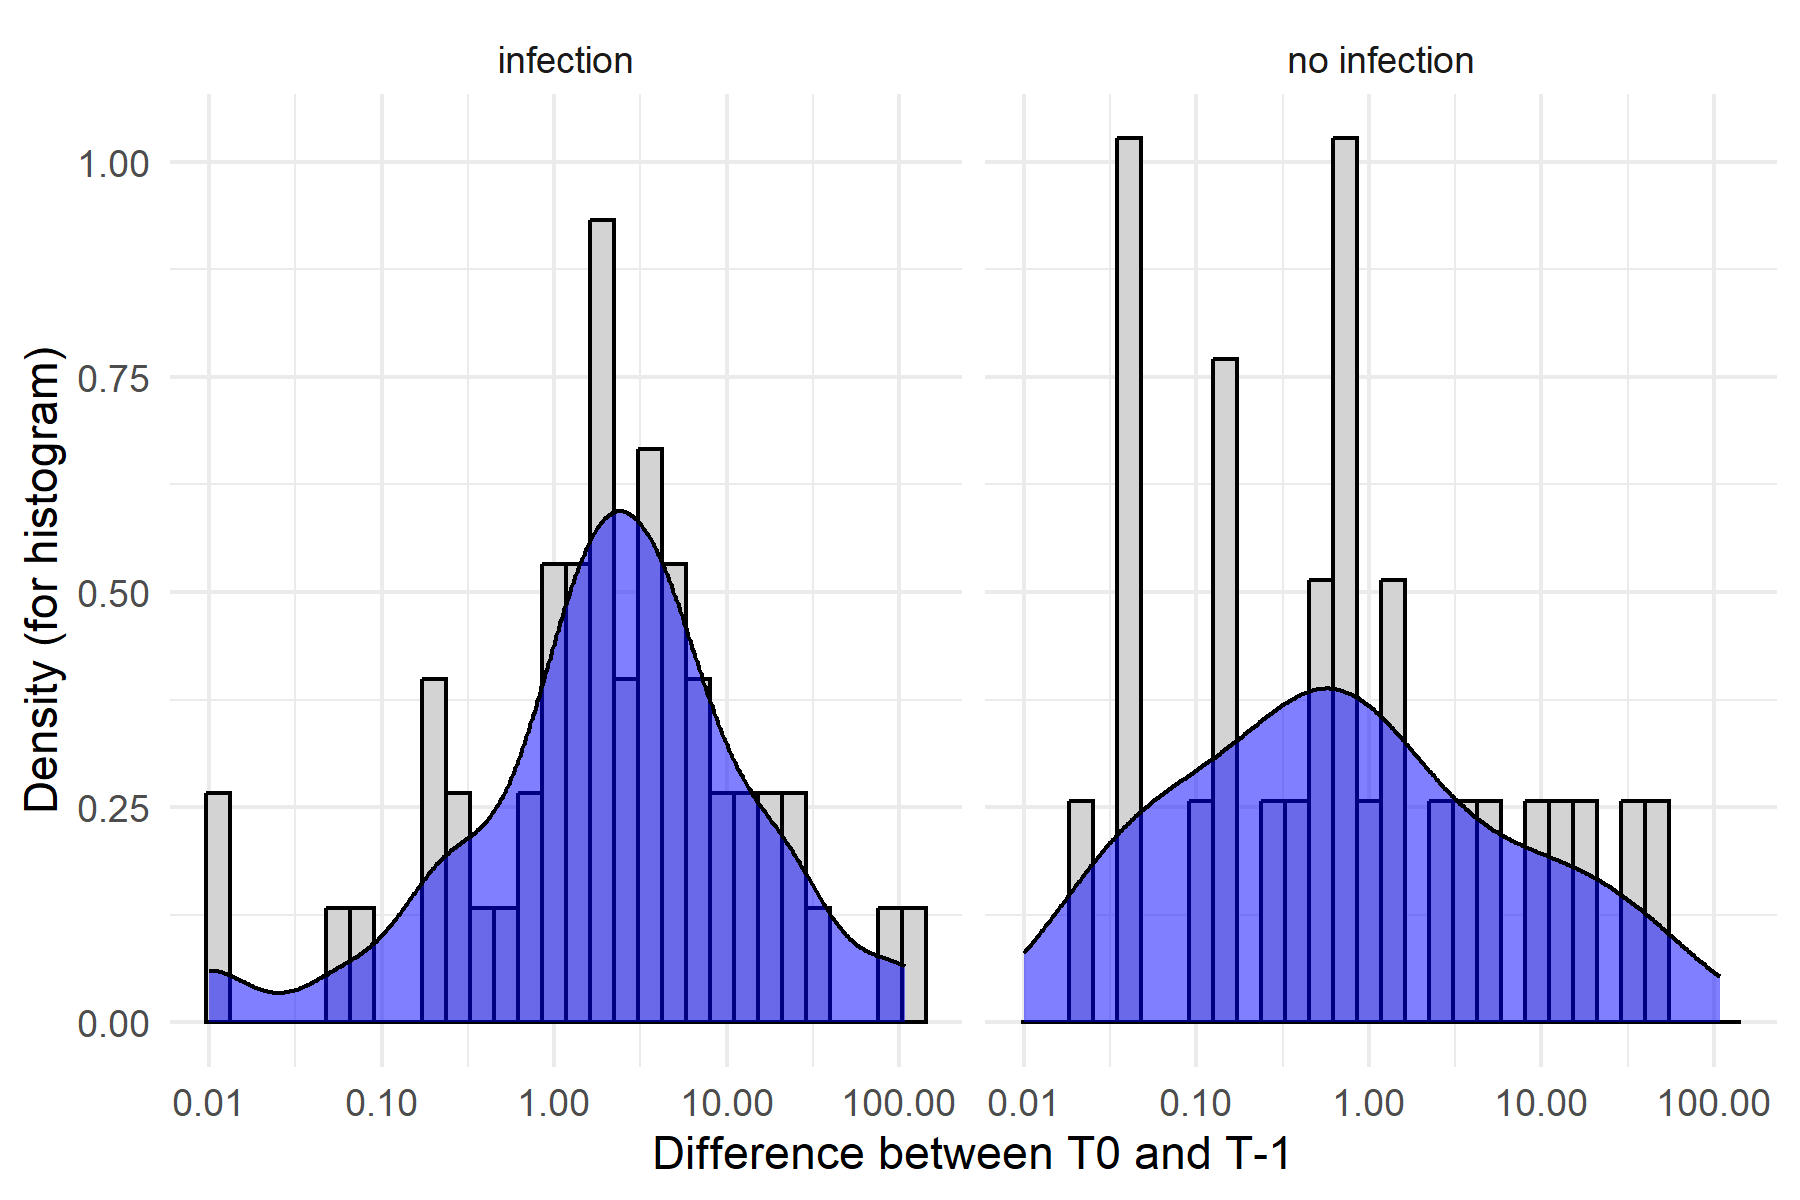 infection
no infection
Density (for histogram)
1.00
0.75
0.50
0.25
0.00
0.01 0.10 1.00 10.00 100.00
0.01 0.10 1.00 10.00 100.00
Difference between T0 and T-1